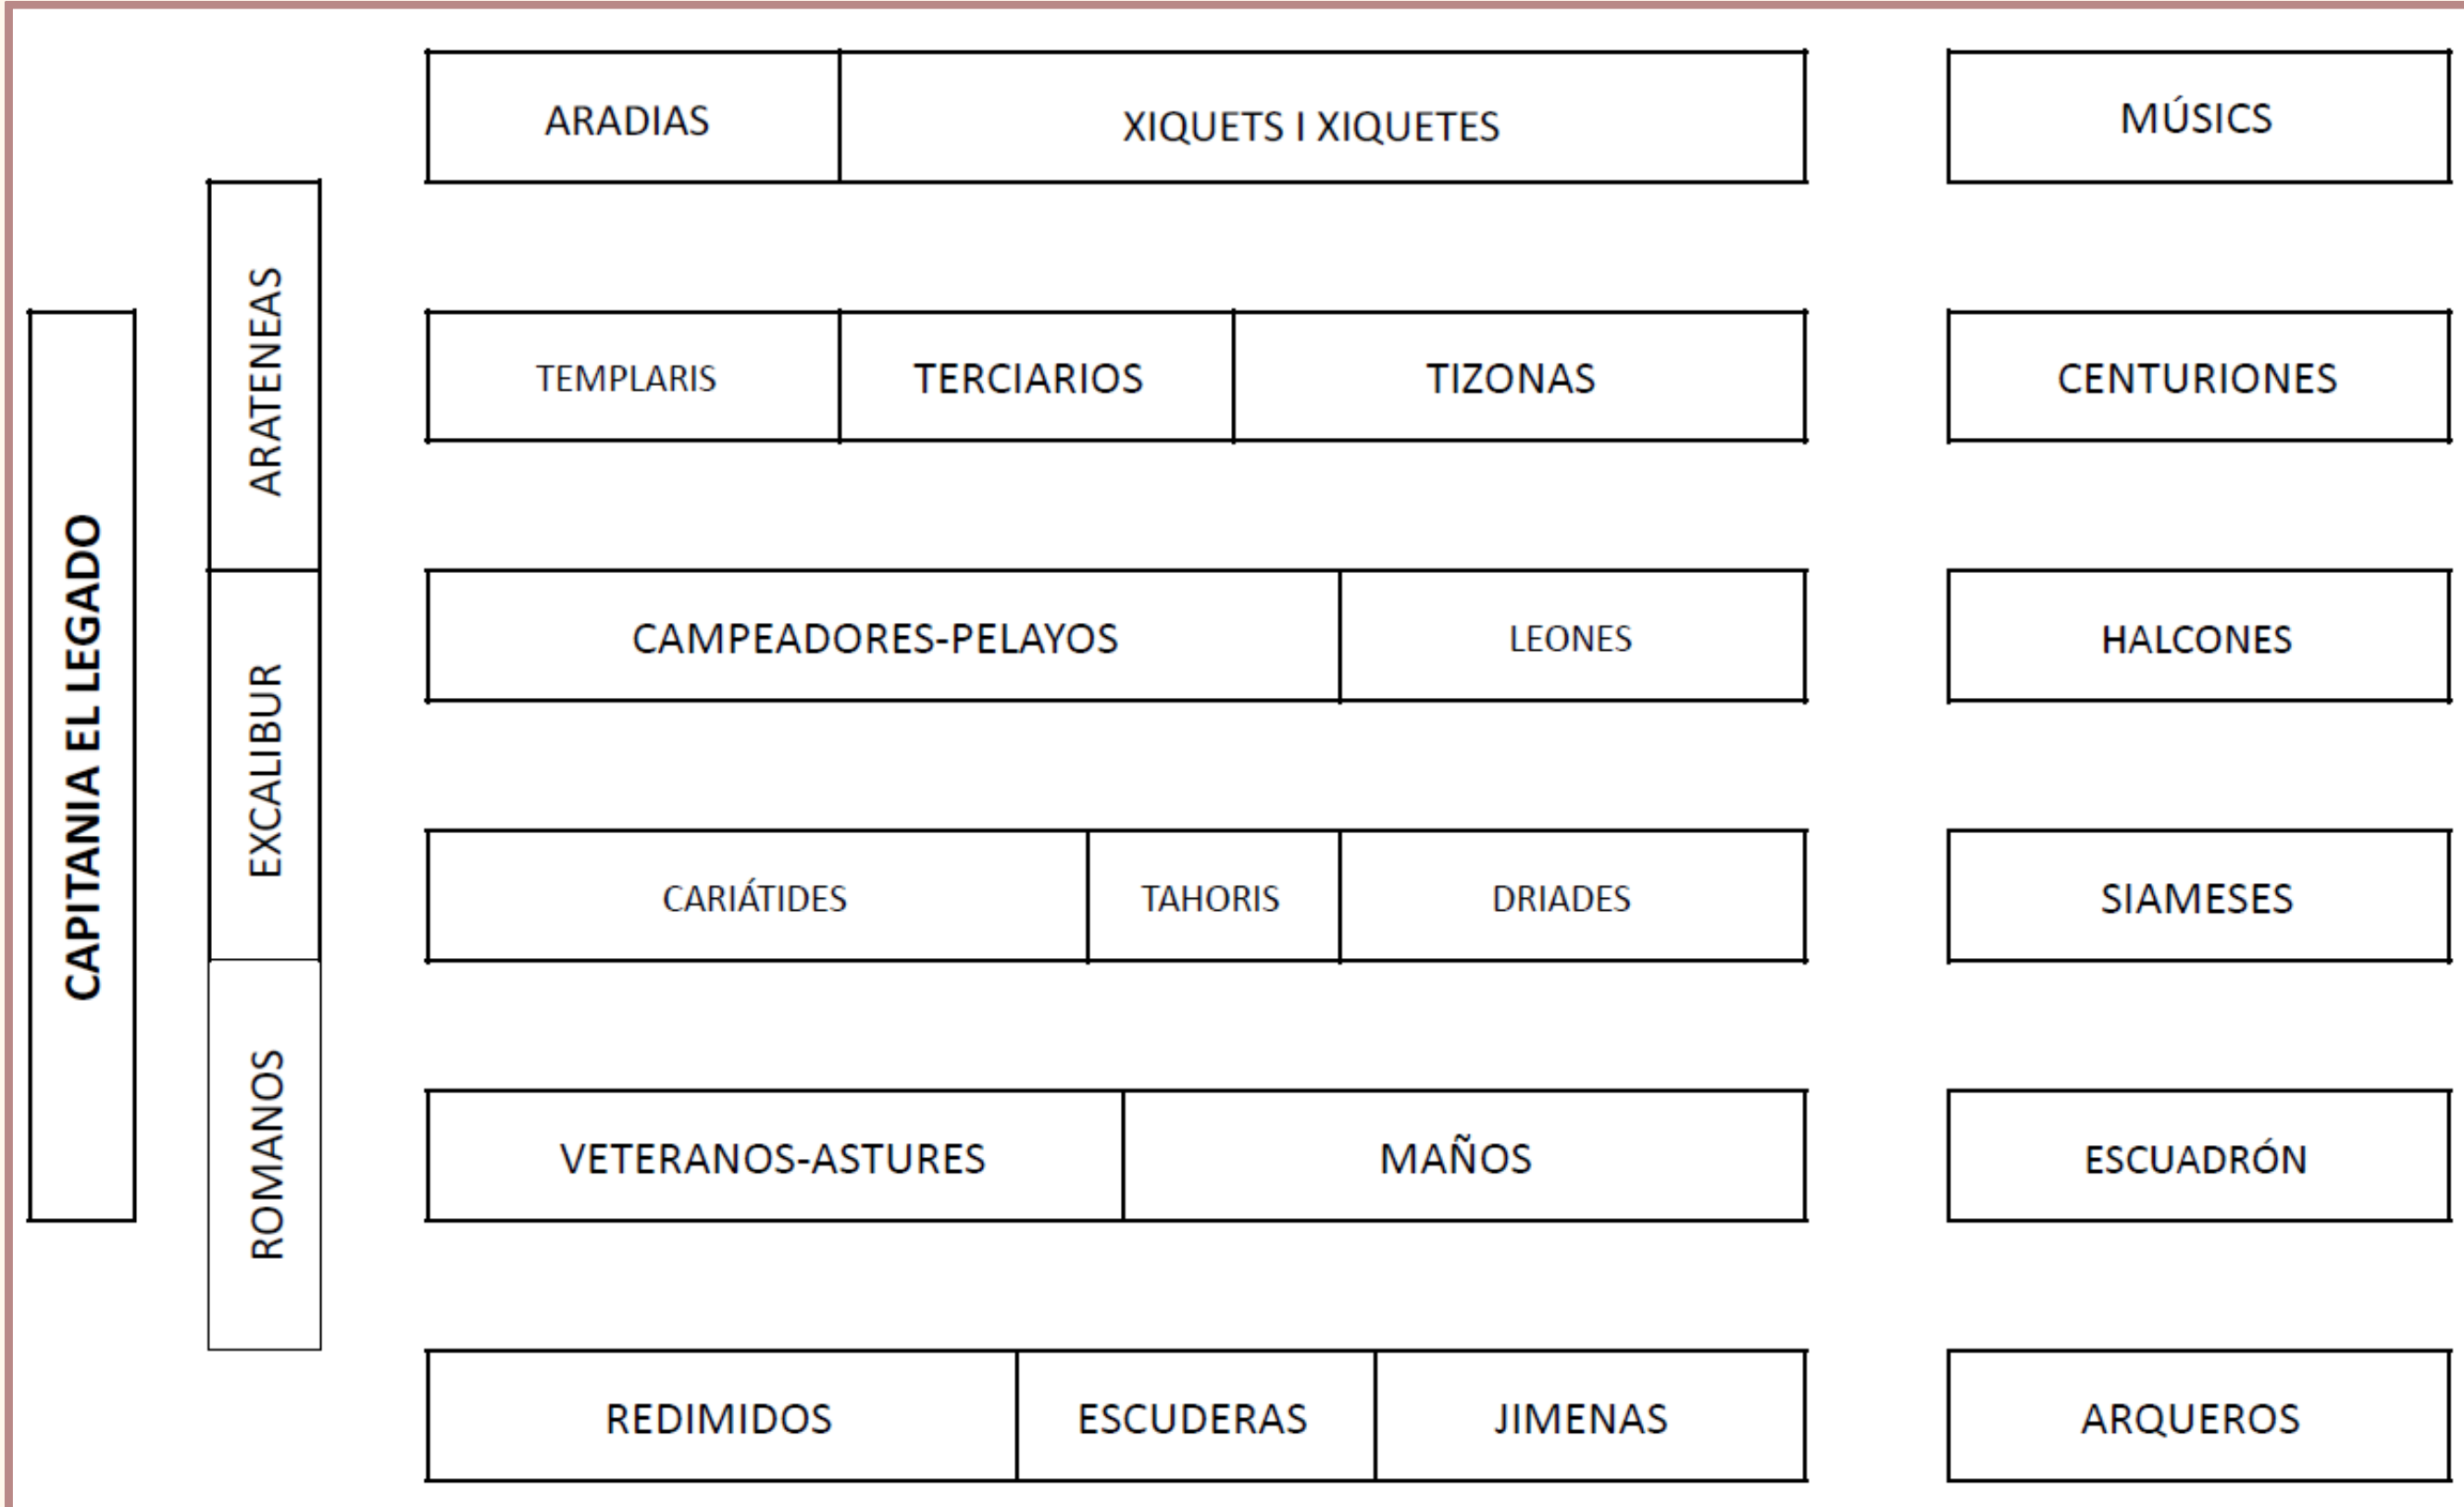 ARADIAS
XIQUETS I XIQUETES
MÚSICS
ARATENEAS
TEMPLARIS
TERCIARIOS
TIZONAS
CENTURIONES
CAPITANIA EL LEGADO
EXCALIBUR
CAMPEADORES-PELAYOS
LEONES
HALCONES
CARIÁTIDES
TAHORIS
DRIADES
SIAMESES
ROMANOS
VETERANOS-ASTURES
MAÑOS
ESCUADRÓN
REDIMIDOS
ESCUDERAS
JIMENAS
ARQUEROS